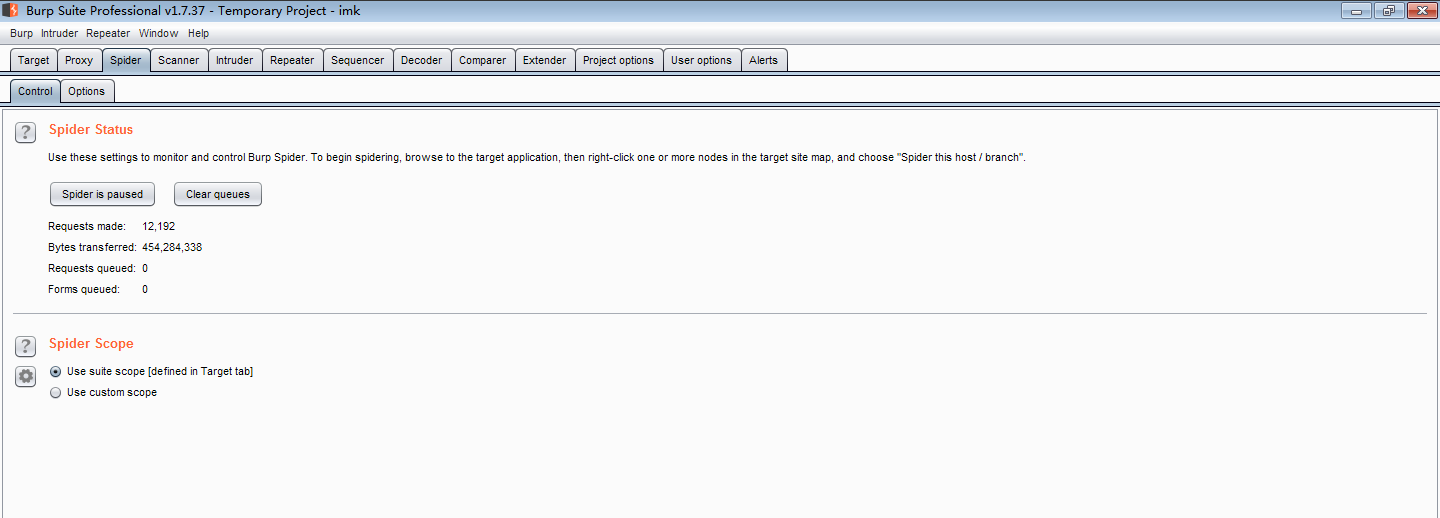 Burp Suite Professional v1.7.37 - Temporary Project - imk
Burp Intruder Repeater Window Help
Target Proxy Spider Scanner Intruder Repeater Sequencer Decoder Comparer Extender Project options User options Alerts
Control Options
? Spider Status
Use these settings to monitor and control Burp Spider. To begin spidering, browse to the target application, then right-click one or more nodes in the target site map, and choose "Spider this host / branch".
Spider is paused Clear queues
Requests made: 12,192
Bytes transferred: 454,284,338
Requests queued: 0
Forms queued: 0
? Spider Scope
Use suite scope [defined in Target tab]
Use custom scope